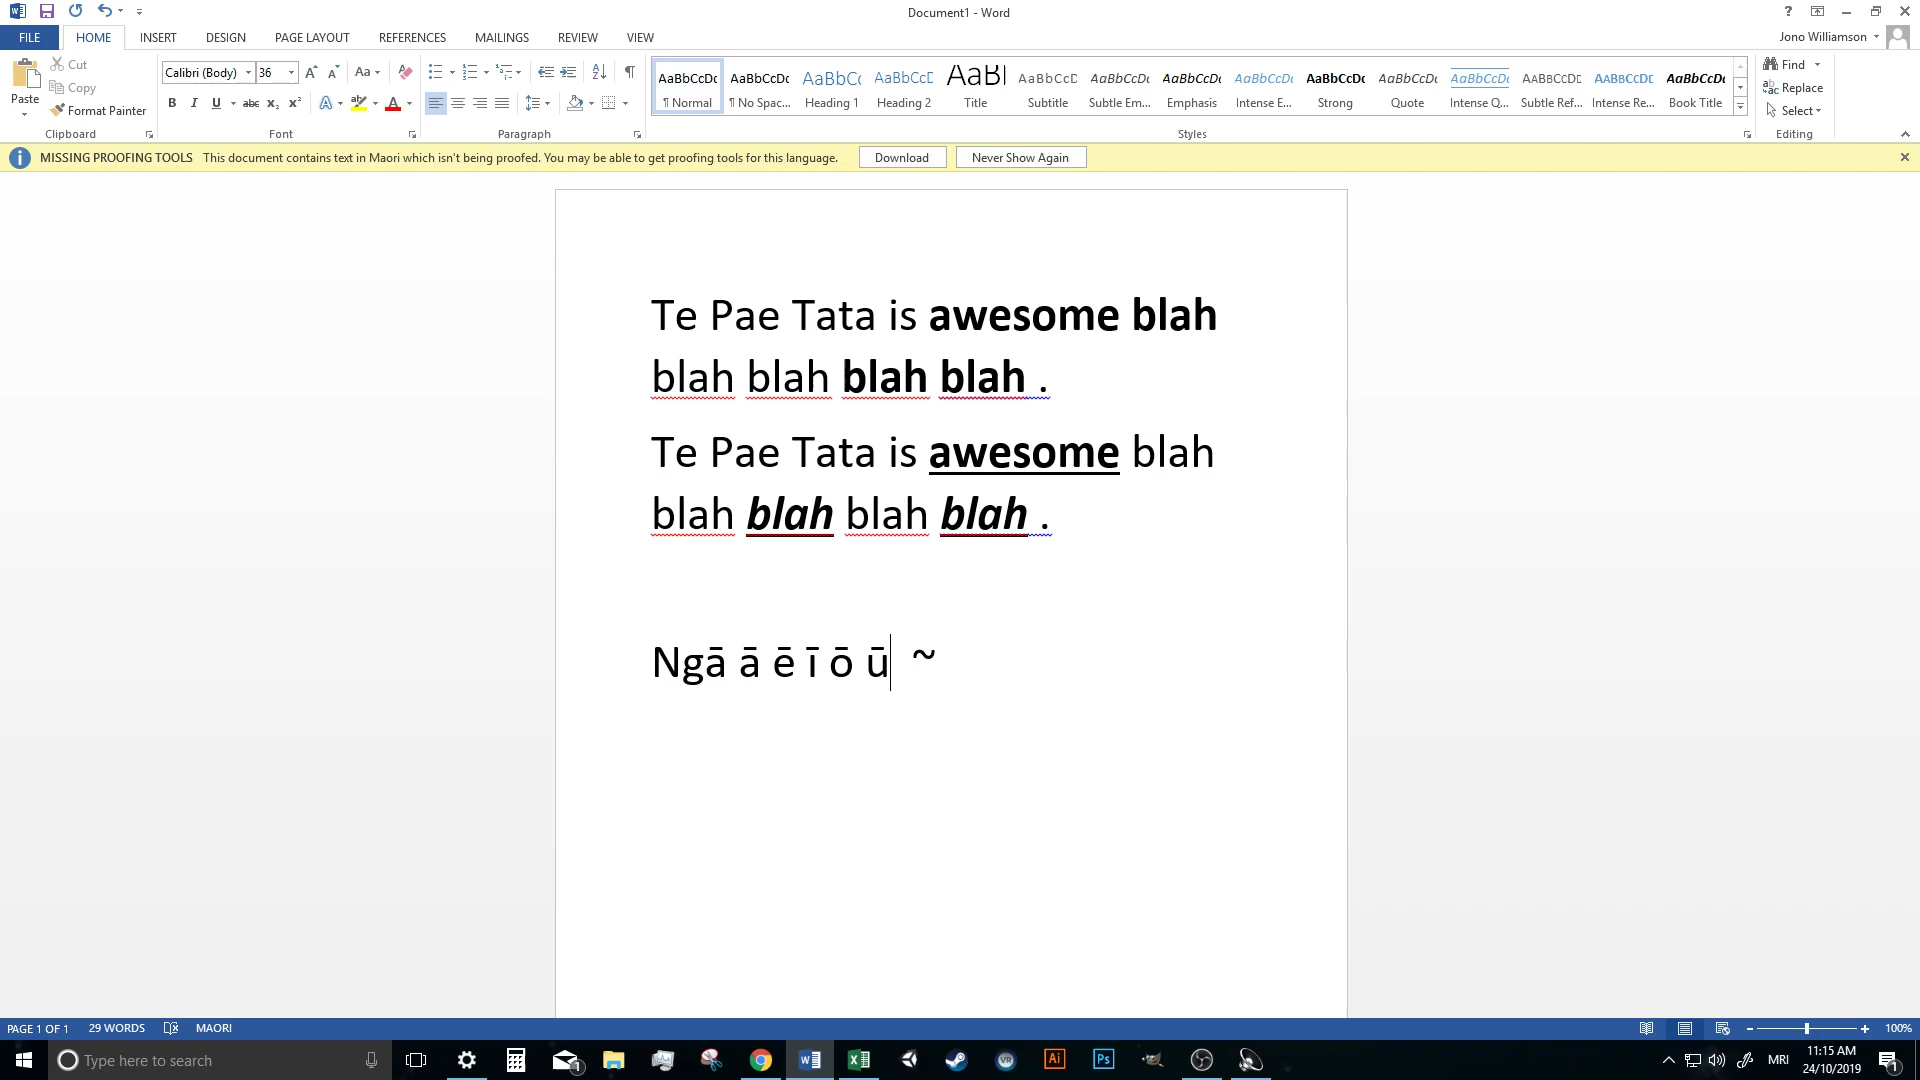 Document1 - Word
FILE HOME INSERT DESIGN PAGE LAYOUT REFERENCES MAILINGS REVIEW VIEW
Jono Williamson
Paste
Cut
Copy
Format Painter
Clipboard
Calibri (Body) 36
Font
Paragraph
AaBbCcDc AaBbCcDc AaBbCc AaBbCcD AaBl AaBbCcD AaBbCcDc AaBbCcDc AaBbCcDc AaBbCcDc AaBbCcDc AaBbCcDc AABBCCDC AABBCCDC AaBbCcDc
¶ Normal ¶ No Spac... Heading 1 Heading 2 Title Subtitle Subtle Em... Emphasis Intense E... Strong Quote Intense Q... Subtle Ref... Intense Re... Book Title
Styles
Find
Replace
Select
Editing
MISSING PROOFING TOOLS This document contains text in Maori which isn't being proofed. You may be able to get proofing tools for this language. Download Never Show Again
Te Pae Tata is awesome blah
blah blah blah blah .
Te Pae Tata is awesome blah
blah blah blah blah .
Ngā ā ē ī ō ū ~
PAGE 1 OF 1 29 WORDS MAORI 100%
Type here to search
MRI
11:15 AM
24/10/2019